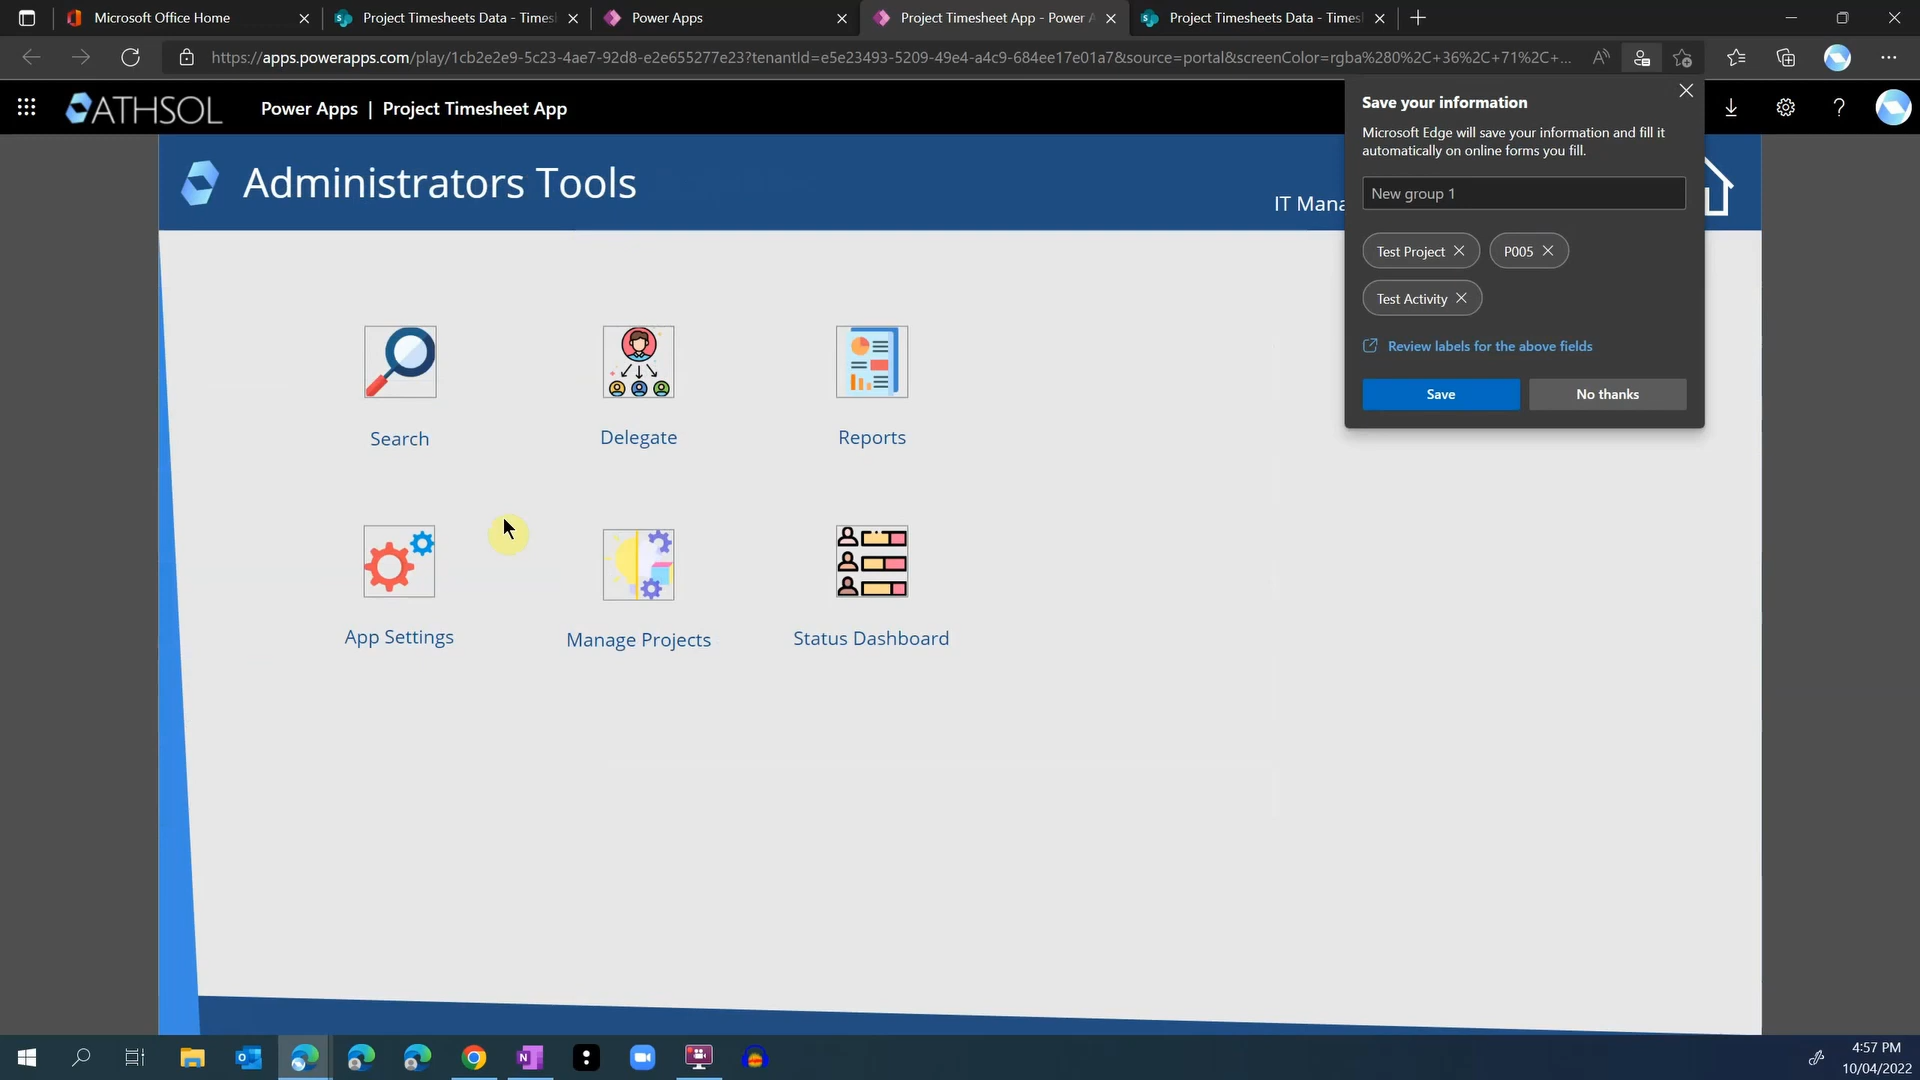 Microsoft Office Home
Project Timesheets Data - Times
Power Apps
Project Timesheet App - Power A
Project Timesheets Data - Times
https://apps.powerapps.com/play/1cb2e2e9-5c23-4ae7-92d8-e2e655277e23?tenantId=e5e23493-5209-49e4-a4c9-684ee17e01a7&source=portal&screenColor=rgba%280%2C+36%2C+71%2C+...
ATHSOL
Power Apps | Project Timesheet App
Save your information
Microsoft Edge will save your information and fill it
automatically on online forms you fill.
New group 1
Test Project
P005
Test Activity
Review labels for the above fields
Save
No thanks
Administrators Tools
IT Mana
Search
Delegate
Reports
App Settings
Manage Projects
Status Dashboard
4:57 PM
10/04/2022